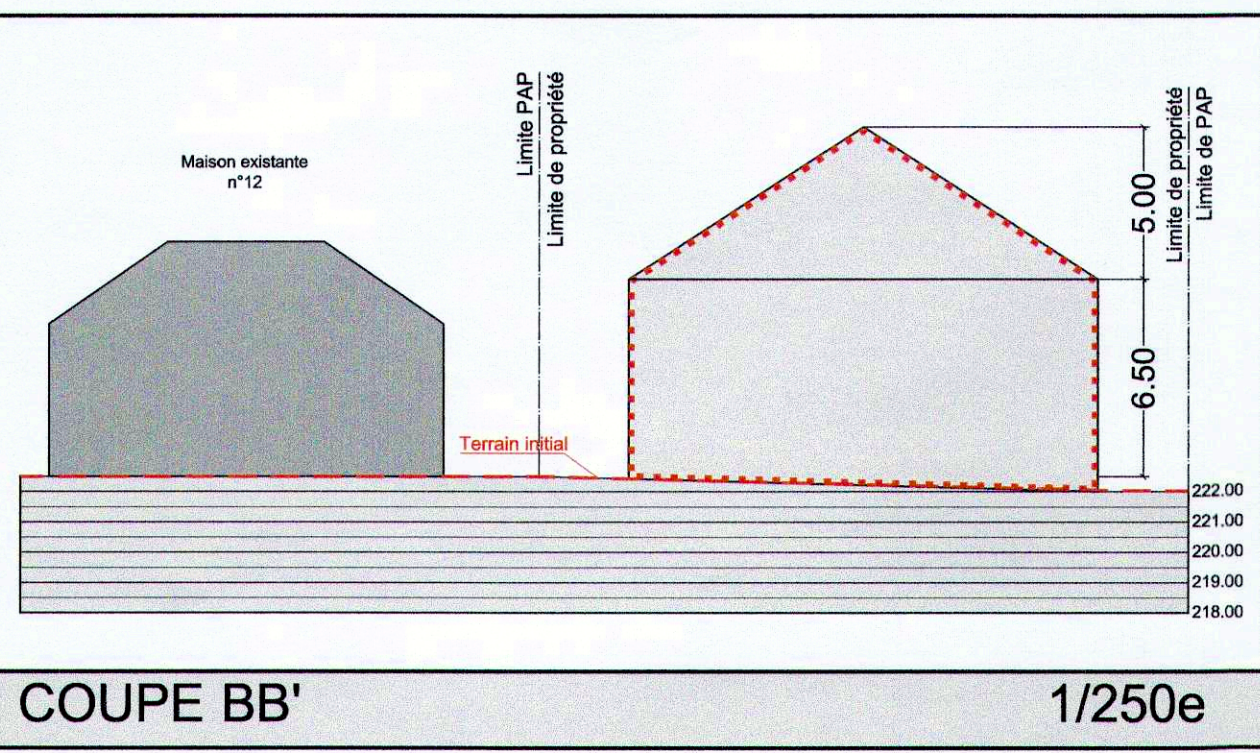 Maison existante
n°12
Limite PAP
Limite de propriété
Limite de propriété
Limite de PAP
5.00
6.50
Terrain initial
222.00
221.00
220.00
219.00
218.00
COUPE BB'
1/250e